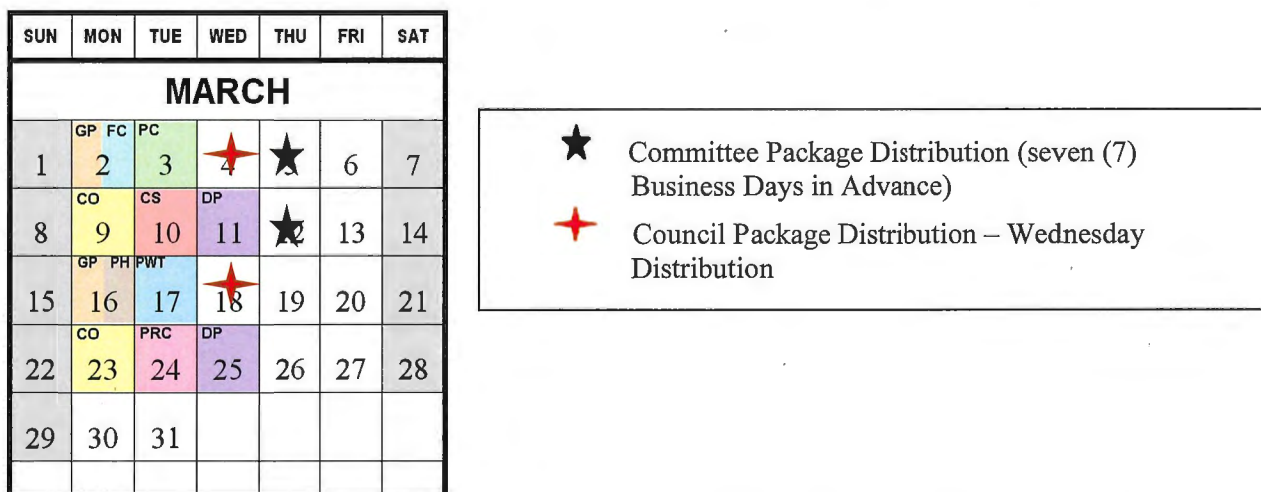 SUN MON TUE WED THU FRI SAT
MARCH
GP FC PC
1 2 3 4 5 6 7
CO CS DP
8 9 10 11 12 13 14
GP PH PWT
15 16 17 18 19 20 21
CO PRC DP
22 23 24 25 26 27 28
29 30 31
Committee Package Distribution (seven (7)
Business Days in Advance)
Council Package Distribution – Wednesday
Distribution